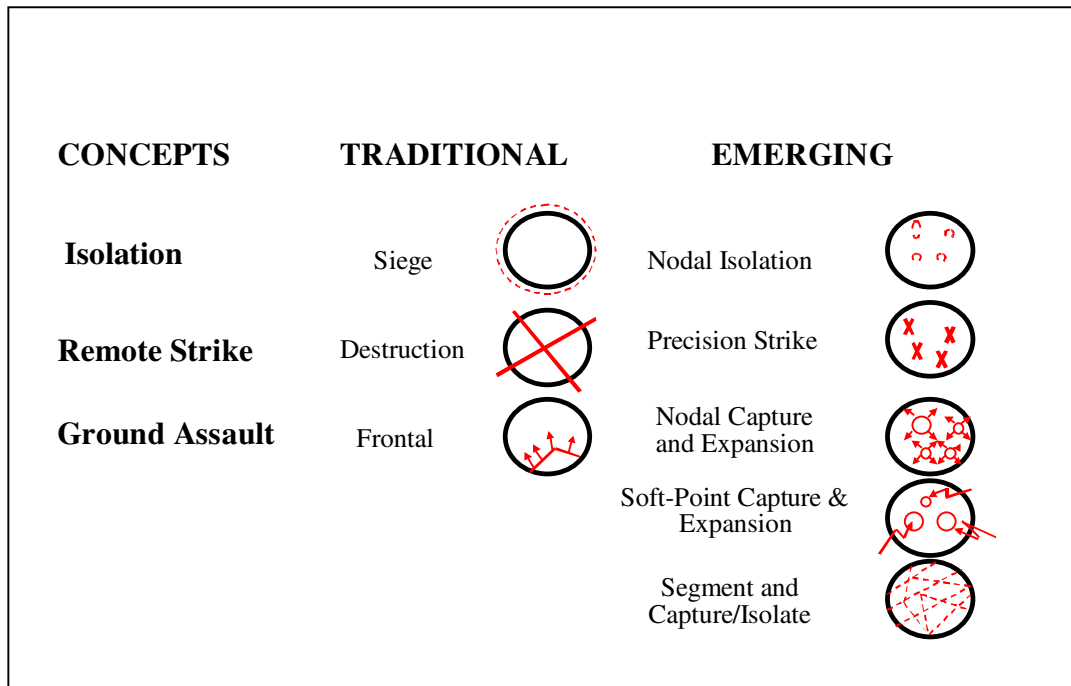 CONCEPTS TRADITIONAL EMERGING
Isolation Siege Nodal Isolation
Remote Strike Destruction Precision Strike
Ground Assault Frontal Nodal Capture
and Expansion
Soft-Point Capture &
Expansion
Segment and
Capture/Isolate